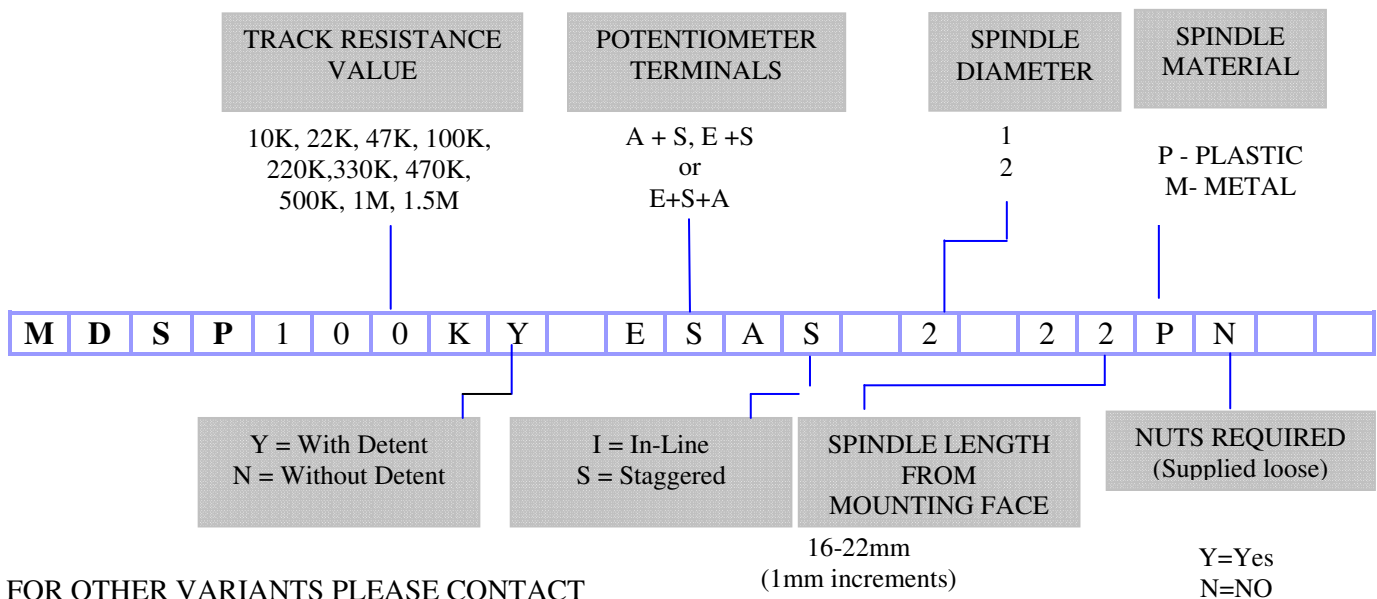 TRACK RESISTANCE
VALUE
POTENTIOMETER
TERMINALS
SPINDLE
DIAMETER
SPINDLE
MATERIAL
10K, 22K, 47K, 100K,
220K,330K, 470K,
500K, 1M, 1.5M
A + S, E +S
or
E+S+A
1
2
P - PLASTIC
M- METAL
M D S P 1 0 0 K Y E S A S 2 2 2 P N
Y = With Detent
N = Without Detent
I = In-Line
S = Staggered
SPINDLE LENGTH
FROM
MOUNTING FACE
NUTS REQUIRED
(Supplied loose)
16-22mm
(1mm increments)
Y=Yes
N=NO
FOR OTHER VARIANTS PLEASE CONTACT